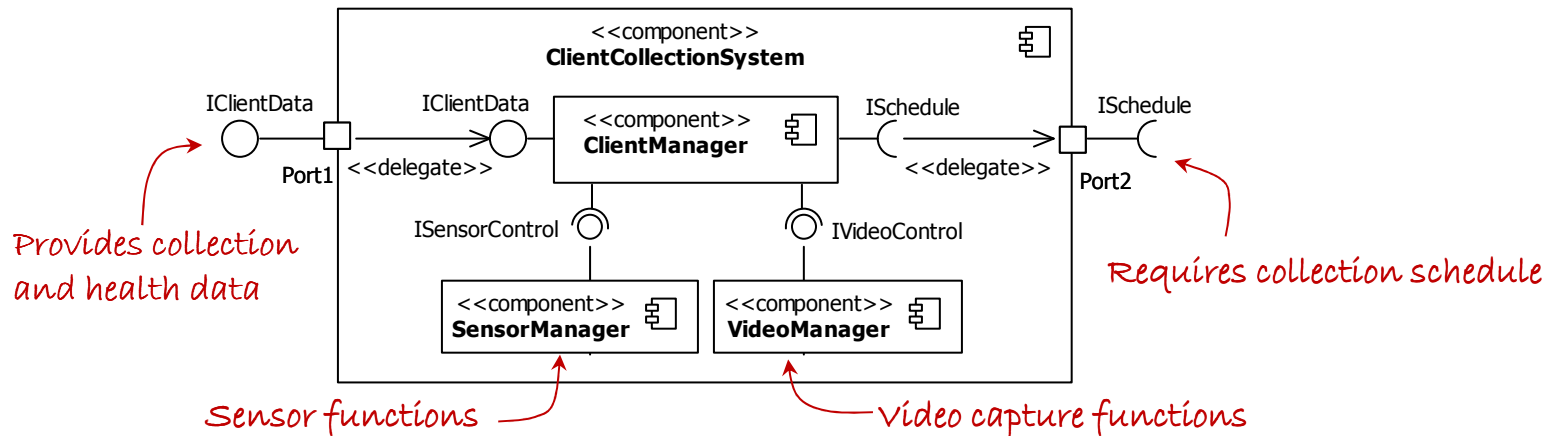 <<component>>
ClientCollectionSystem
IClientData
IClientData
<<component>>
ClientManager
ISchedule
ISchedule
Port1
<<delegate>>
<<delegate>>
Port2
ISensorControl
IVideoControl
Provides collection
and health data
Requires collection schedule
<<component>>
SensorManager
<<component>>
VideoManager
Sensor functions
Video capture functions